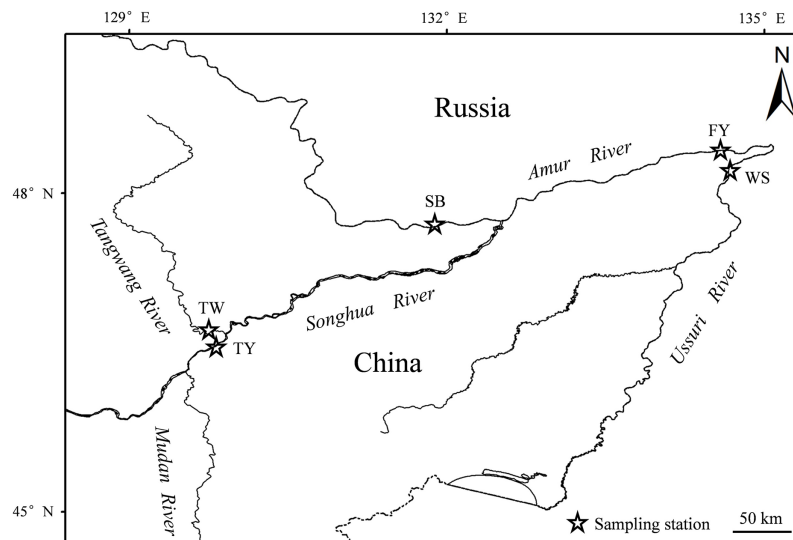 129° E
132° E
135° E
N
Russia
FY
Amur River
WS
48° N
SB
Tangwang River
TW
Songhua River
TY
Ussuri River
China
Mudan River
45° N
Sampling station
50 km